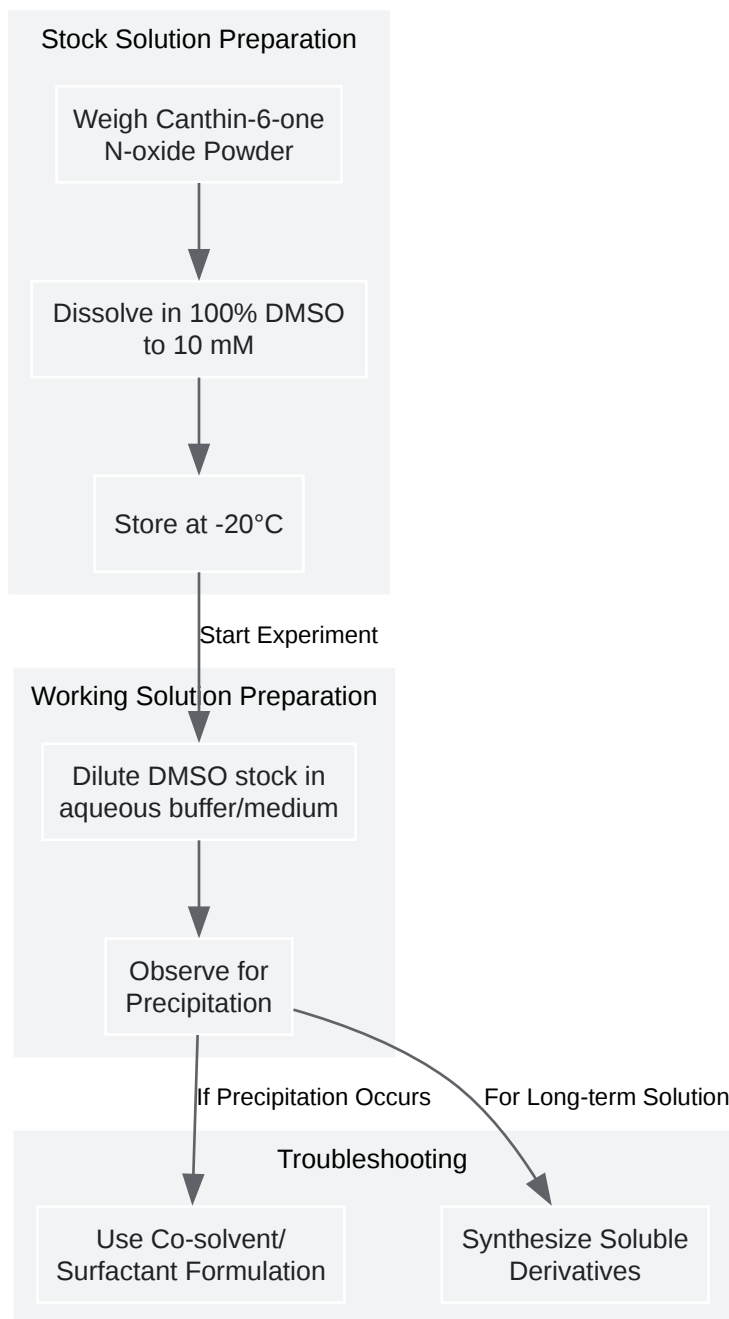 Stock Solution Preparation
Weigh Canthin-6-one
N-oxide Powder
Dissolve in 100% DMSO
to 10 mM
Store at -20°C
Start Experiment
Working Solution Preparation
Dilute DMSO stock in
aqueous buffer/medium
Observe for
Precipitation
If Precipitation Occurs
For Long-term Solution
Troubleshooting
Use Co-solvent/
Surfactant Formulation
Synthesize Soluble
Derivatives